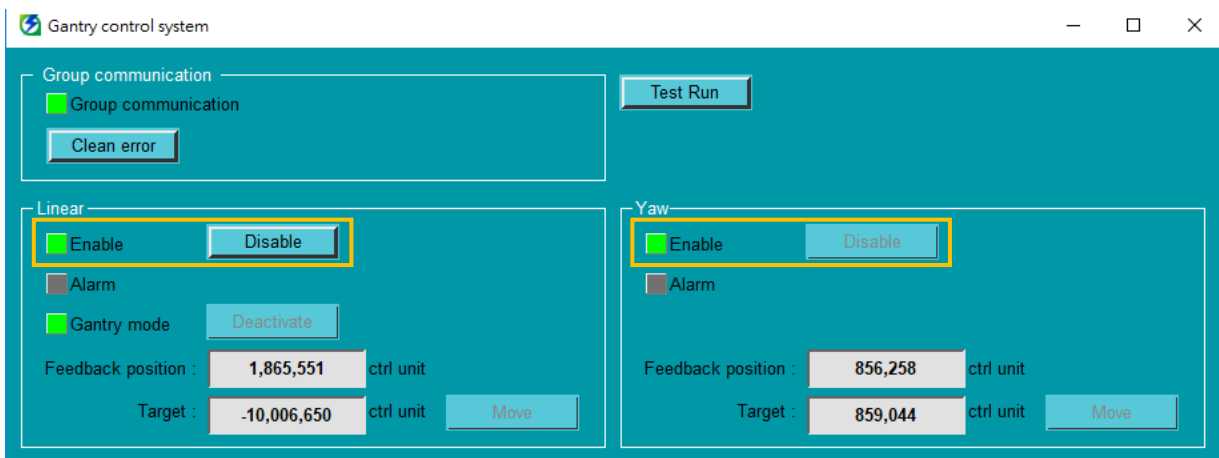 Gantry control system
Group communication
Group communication
Test Run
Clean error
Linear
Enable Disable
Alarm
Gantry mode Deactivate
Feedback position : 1,865,551 ctrl unit
Target : -10,006,650 ctrl unit Move
Yaw
Enable Disable
Alarm
Feedback position : 856,258 ctrl unit
Target : 859,044 ctrl unit Move